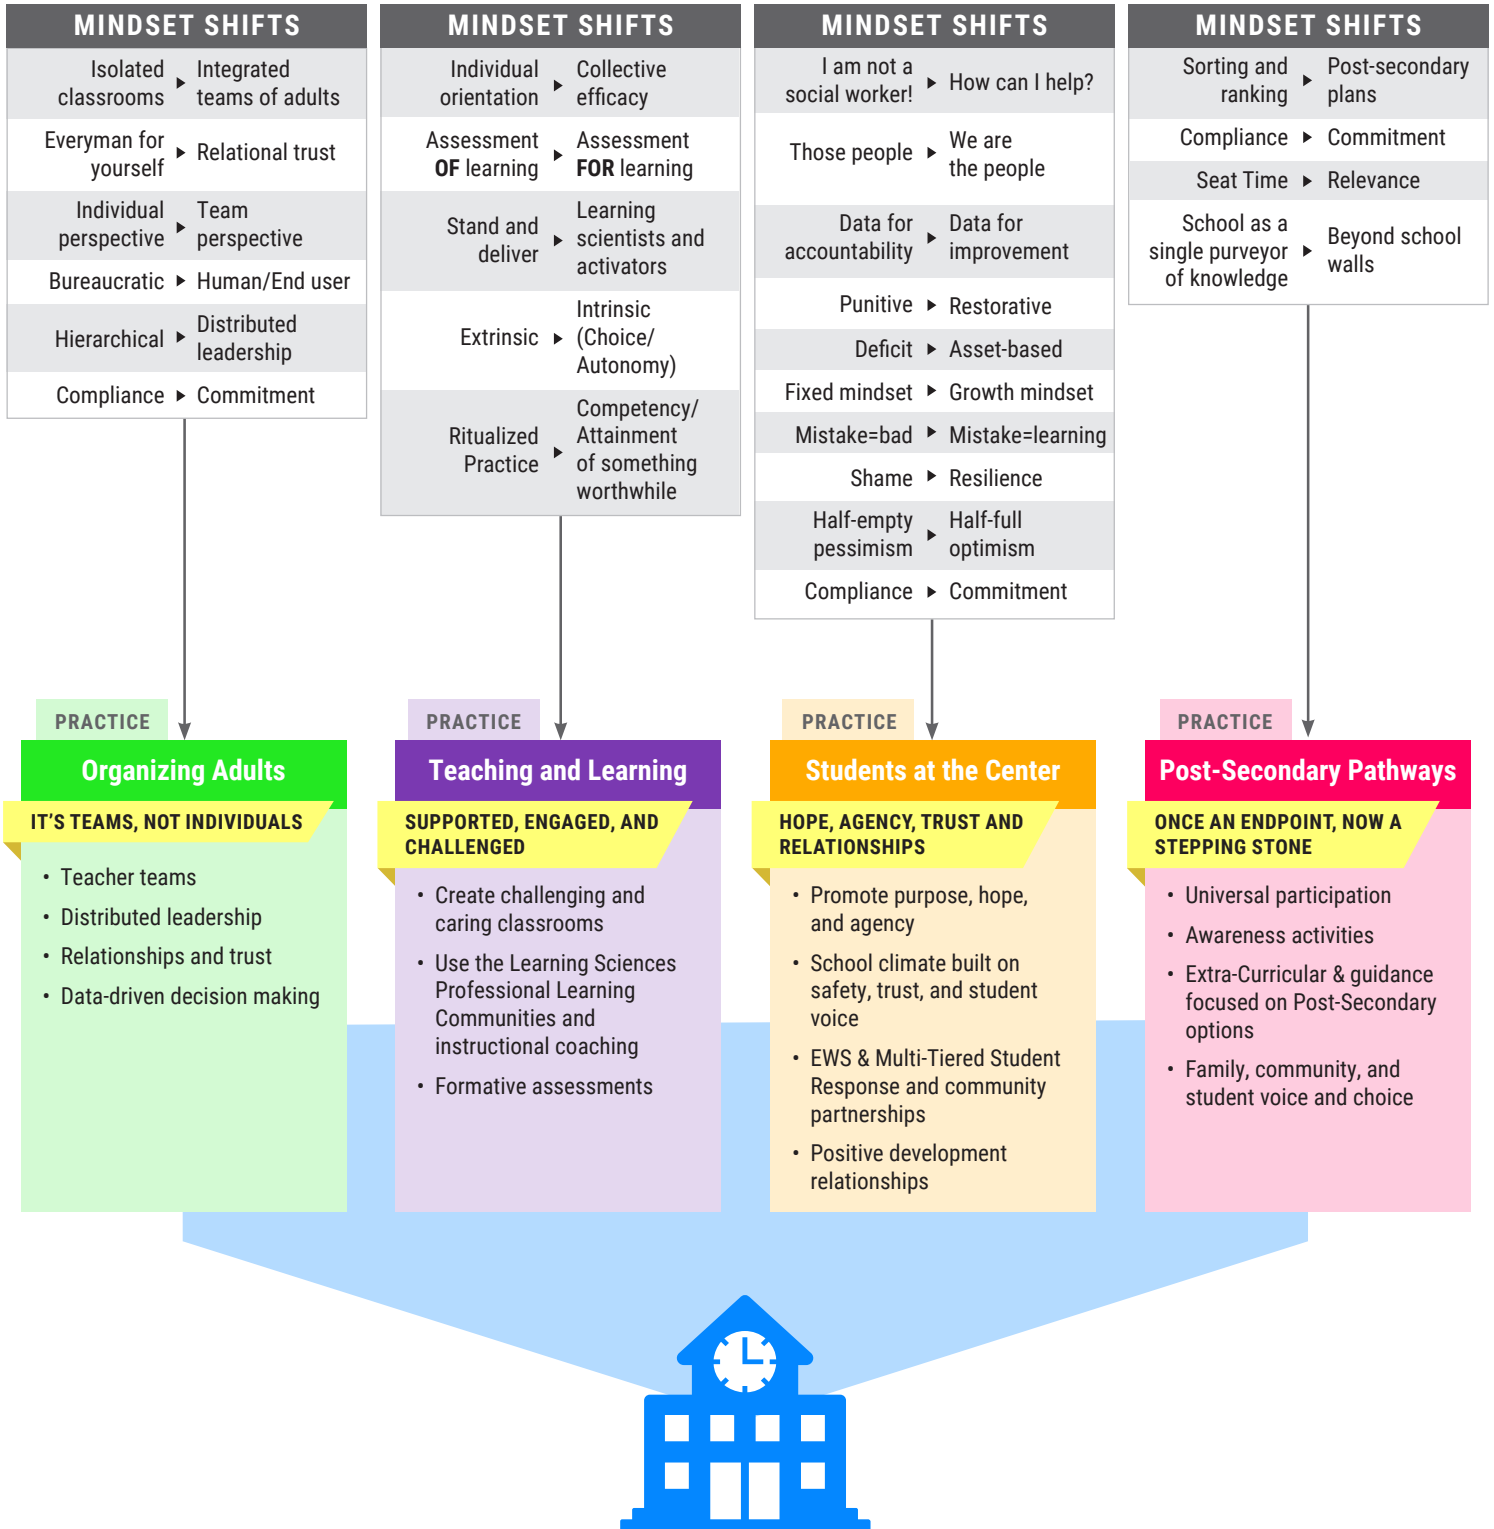 MINDSET SHIFTS
Isolated
classrooms
Integrated
teams of adults
Everyman for
yourself
Relational trust
Individual
perspective
Team
perspective
Bureaucratic
Human/End user
Hierarchical
Distributed
leadership
Compliance
Commitment
MINDSET SHIFTS
Individual
orientation
Collective
efficacy
Assessment
OF learning
Assessment
FOR learning
Stand and
deliver
Learning
scientists and
activators
Extrinsic
Intrinsic
(Choice/
Autonomy)
Ritualized
Practice
Competency/
Attainment
of something
worthwhile
MINDSET SHIFTS
I am not a
social worker!
How can I help?
Those people
We are
the people
Data for
accountability
Data for
improvement
Punitive
Restorative
Deficit
Asset-based
Fixed mindset
Growth mindset
Mistake=bad
Mistake=learning
Shame
Resilience
Half-empty
pessimism
Half-full
optimism
Compliance
Commitment
MINDSET SHIFTS
Sorting and
ranking
Post-secondary
plans
Compliance
Commitment
Seat Time
Relevance
School as a
single purveyor
of knowledge
Beyond school
walls
PRACTICE
Organizing Adults
IT’S TEAMS, NOT INDIVIDUALS
• Teacher teams
• Distributed leadership
• Relationships and trust
• Data-driven decision making
PRACTICE
Teaching and Learning
SUPPORTED, ENGAGED, AND
CHALLENGED
• Create challenging and
caring classrooms
• Use the Learning Sciences
Professional Learning
Communities and
instructional coaching
• Formative assessments
PRACTICE
Students at the Center
HOPE, AGENCY, TRUST AND
RELATIONSHIPS
• Promote purpose, hope,
and agency
• School climate built on
safety, trust, and student
voice
• EWS & Multi-Tiered Student
Response and community
partnerships
• Positive development
relationships
PRACTICE
Post-Secondary Pathways
ONCE AN ENDPOINT, NOW A
STEPPING STONE
• Universal participation
• Awareness activities
• Extra-Curricular & guidance
focused on Post-Secondary
options
• Family, community, and
student voice and choice